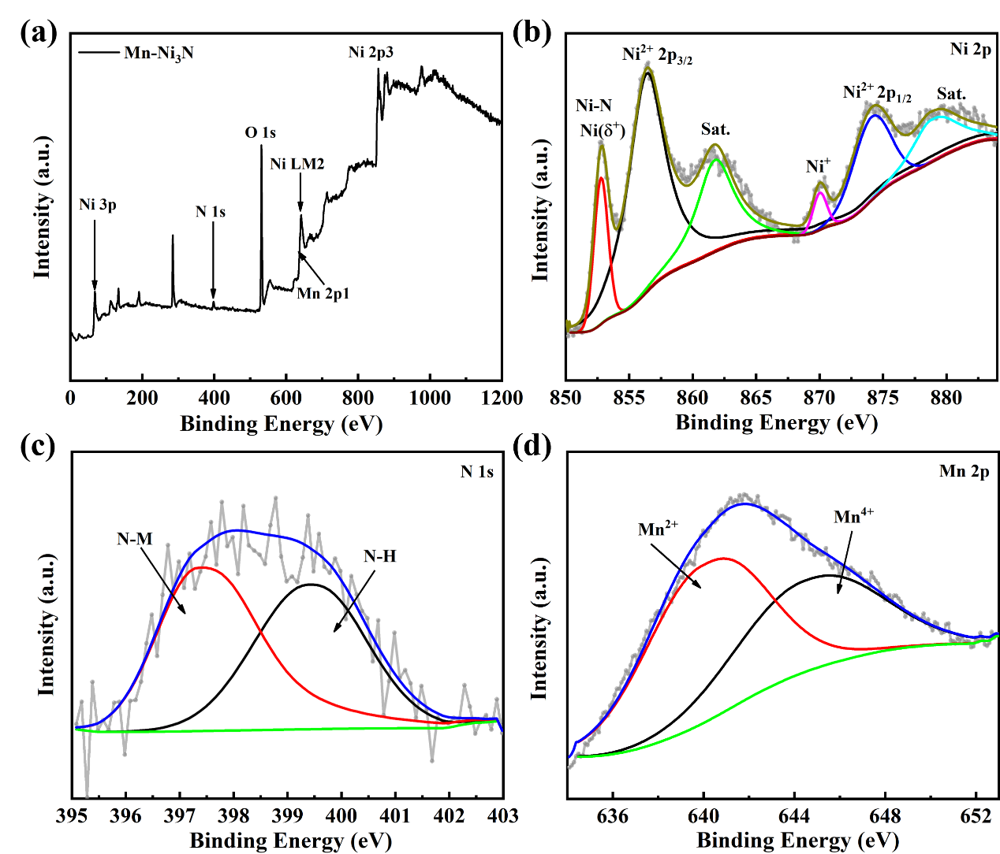 (a)
Mn-Ni₃N
Ni 2p3
O 1s
Ni LM2
Ni 3p
N 1s
Mn 2p1
Intensity (a.u.)
0 200 400 600 800 1000 1200
Binding Energy (eV)
(b)
Ni 2p
Ni²⁺ 2p₃/₂
Ni²⁺ 2p₁/₂
Sat.
Ni-N
Ni(δ⁺)
Sat.
Ni⁺
Intensity (a.u.)
850 855 860 865 870 875 880
Binding Energy (eV)
(c)
N 1s
N-M
N-H
Intensity (a.u.)
395 396 397 398 399 400 401 402 403
Binding Energy (eV)
(d)
Mn 2p
Mn²⁺
Mn⁴⁺
Intensity (a.u.)
636 640 644 648 652
Binding Energy (eV)